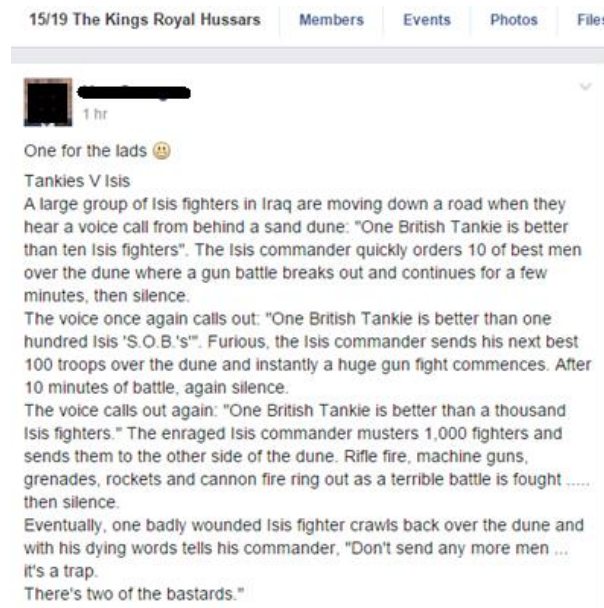 15/19 The Kings Royal Hussars Members Events Photos
1 hr
One for the lads
Tankies V Isis
A large group of Isis fighters in Iraq are moving down a road when they
hear a voice call from behind a sand dune: "One British Tankie is better
than ten Isis fighters". The Isis commander quickly orders 10 of best men
over the dune where a gun battle breaks out and continues for a few
minutes, then silence.
The voice once again calls out: "One British Tankie is better than one
hundred Isis 'S.O.B.'s'". Furious, the Isis commander sends his next best
100 troops over the dune and instantly a huge gun fight commences. After
10 minutes of battle, again silence.
The voice calls out again: "One British Tankie is better than a thousand
Isis fighters." The enraged Isis commander musters 1,000 fighters and
sends them to the other side of the dune. Rifle fire, machine guns,
grenades, rockets and cannon fire ring out as a terrible battle is fought .....
then silence.
Eventually, one badly wounded Isis fighter crawls back over the dune and
with his dying words tells his commander, "Don't send any more men ...
it's a trap.
There's two of the bastards."